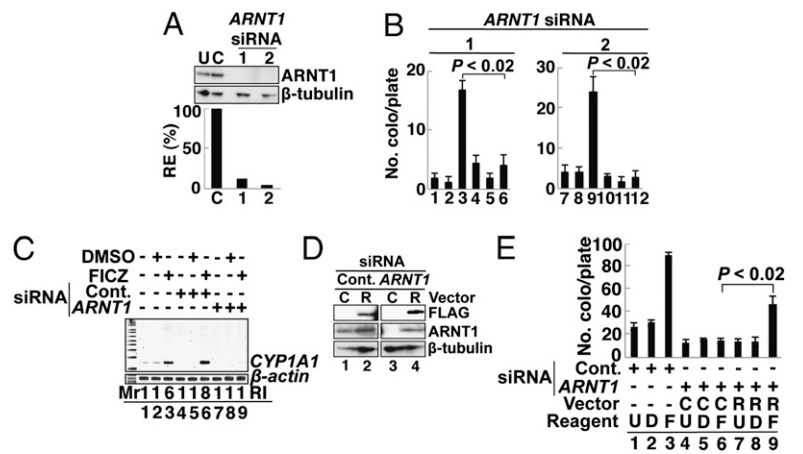 A
ARNT1
siRNA
U C 1 2
ARNT1
β-tubulin
RE (%)
100
50
0
C 1 2
B
ARNT1 siRNA
1
2
No. colo/plate
20
10
0
P < 0.02
1 2 3 4 5 6
30
20
10
0
P < 0.02
7 8 9 10 11 12
C
DMSO - + - - + - - + -
FICZ - - + - - + - - +
siRNA
Cont. - - - + + + - - -
ARNT1 - - - - - - + + +
CYP1A1
β-actin
Mr 1 1 6 1 1 8 1 1 1 RI
1 2 3 4 5 6 7 8 9
D
siRNA
Cont. ARNT1
C R C R Vector
FLAG
ARNT1
β-tubulin
1 2 3 4
E
No. colo/plate
100
80
60
40
20
0
P < 0.02
siRNA
Cont. + + + - - - - - -
ARNT1 - - - + + + + + +
Vector - - - C C C R R R
Reagent U D F U D F U D F
1 2 3 4 5 6 7 8 9